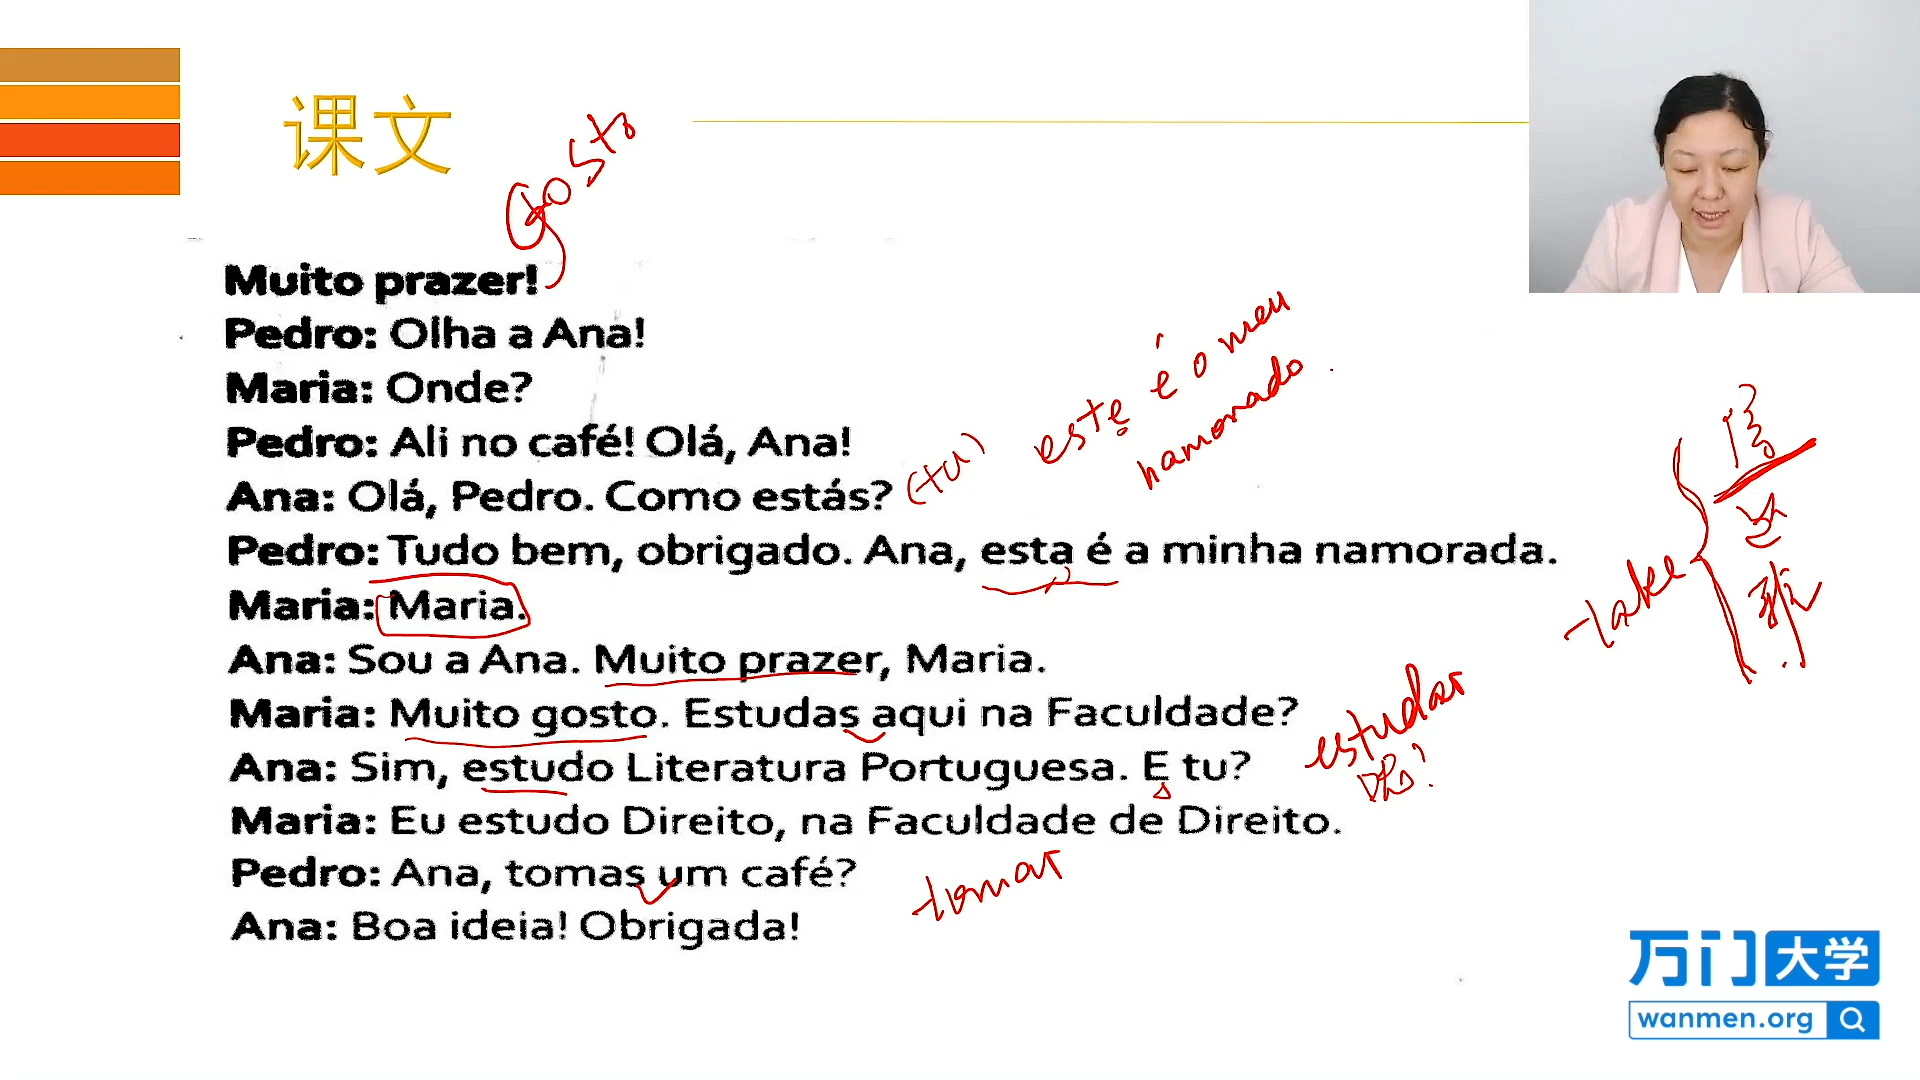 课文
Gosto
Muito prazer!
Pedro: Olha a Ana!
Maria: Onde?
Pedro: Ali no café! Olá, Ana!
Ana: Olá, Pedro. Como estás? (tu)
este é o meu
namorado.
Pedro: Tudo bem, obrigado. Ana, esta é a minha namorada.
Maria: Maria.
Ana: Sou a Ana. Muito prazer, Maria.
Maria: Muito gosto. Estudas aqui na Faculdade?
estudar
Ana: Sim, estudo Literatura Portuguesa. E tu?
Maria: Eu estudo Direito, na Faculdade de Direito.
Pedro: Ana, tomas um café?
tomar
Ana: Boa ideia! Obrigada!
take
万门大学
wanmen.org